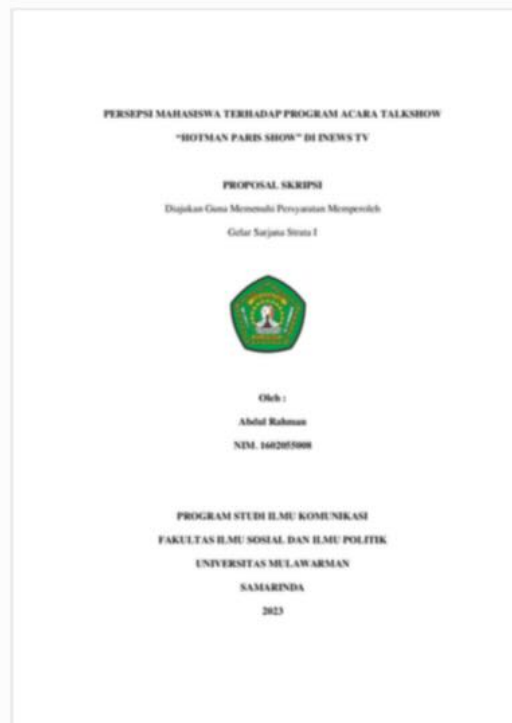 PERSEPSI MAHASISWA TERHADAP PROGRAM ACARA TALKSHOW
“HOTMAN PARIS SHOW” DI INEWS TV
PROPOSAL SKRIPSI
Diajukan Guna Memenuhi Persyaratan Memperoleh
Gelar Sarjana Strata I
Oleh :
Abdul Rahman
NIM. 1602055008
PROGRAM STUDI ILMU KOMUNIKASI
FAKULTAS ILMU SOSIAL DAN ILMU POLITIK
UNIVERSITAS MULAWARMAN
SAMARINDA
2023